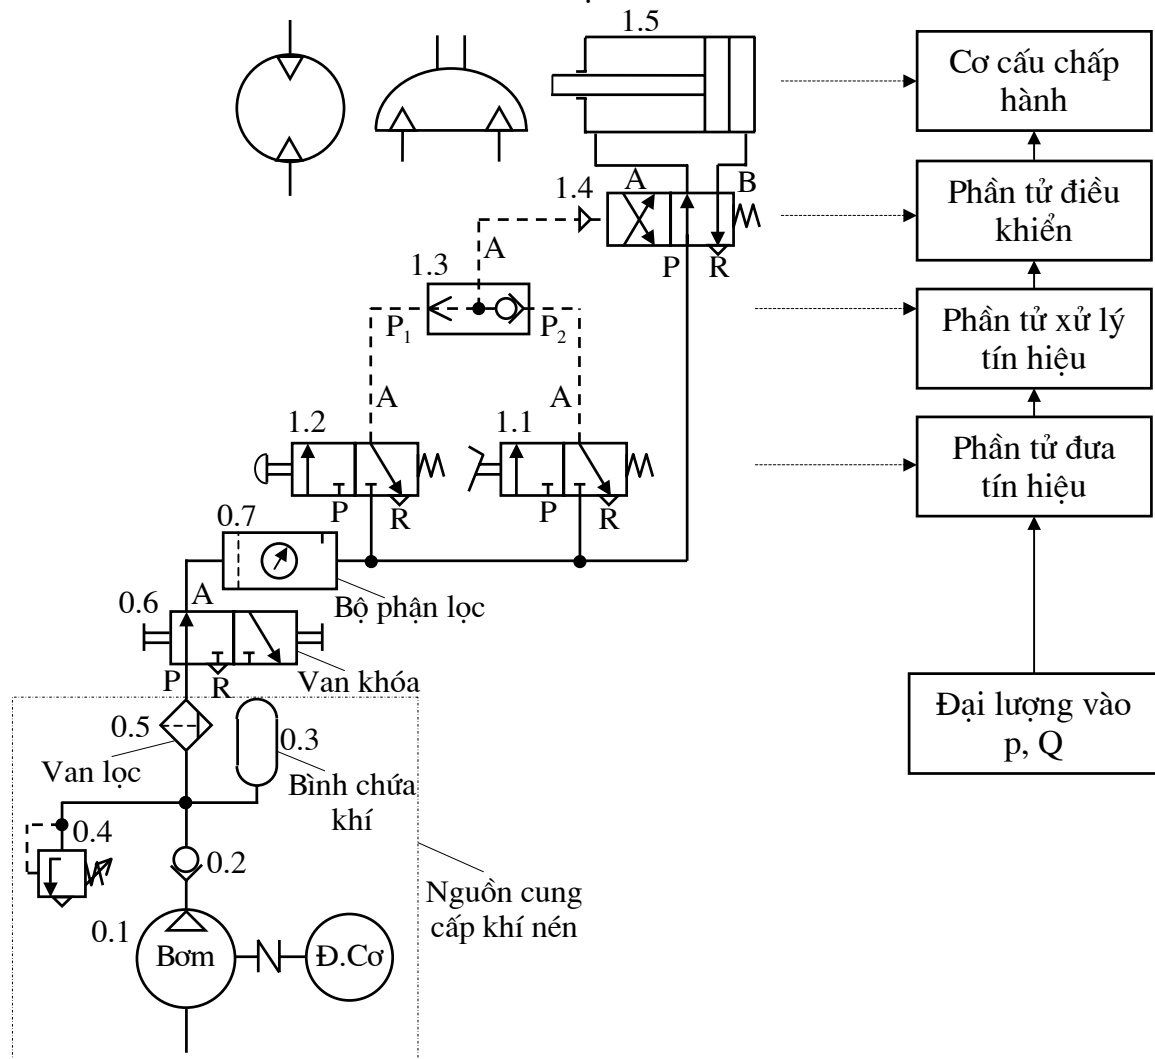 1.5
Cơ cấu chấp
hành
1.4
A
B
Phần tử điều
khiển
P
R
A
1.3
P1
P2
Phần tử xử lý
tín hiệu
A
A
1.2
1.1
Phần tử đưa
tín hiệu
P
R
P
R
0.7
Bộ phận lọc
0.6
A
P
R
Van khóa
Đại lượng vào
p, Q
0.5
0.3
Van lọc
Bình chứa
khí
0.4
0.2
Nguồn cung
cấp khí nén
0.1
Bơm
Đ.Cơ